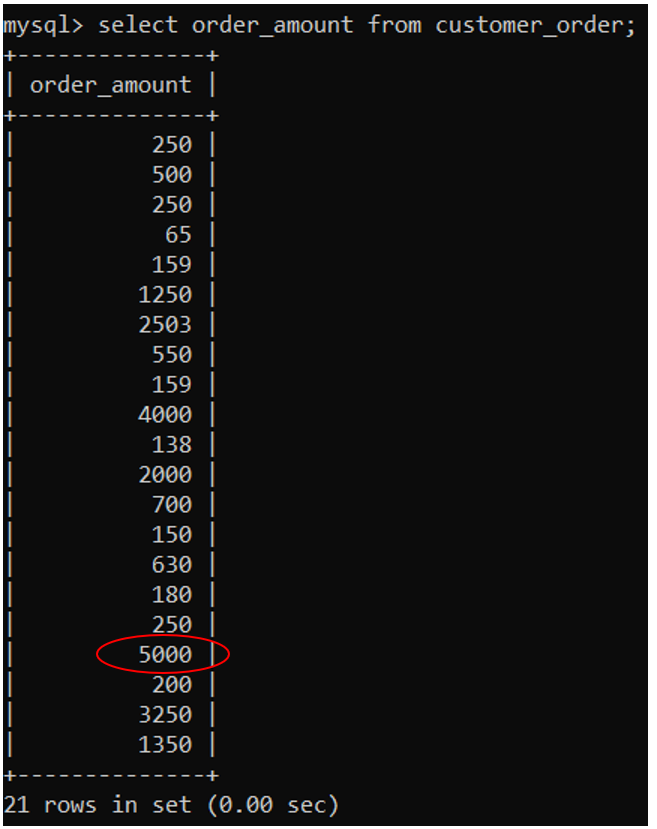 mysql> select order_amount from customer_order;
+--------------+
| order_amount |
+--------------+
|          250 |
|          500 |
|          250 |
|           65 |
|          159 |
|         1250 |
|         2503 |
|          550 |
|          159 |
|         4000 |
|          138 |
|         2000 |
|          700 |
|          150 |
|          630 |
|          180 |
|          250 |
|         5000 |
|          200 |
|         3250 |
|         1350 |
+--------------+
21 rows in set (0.00 sec)